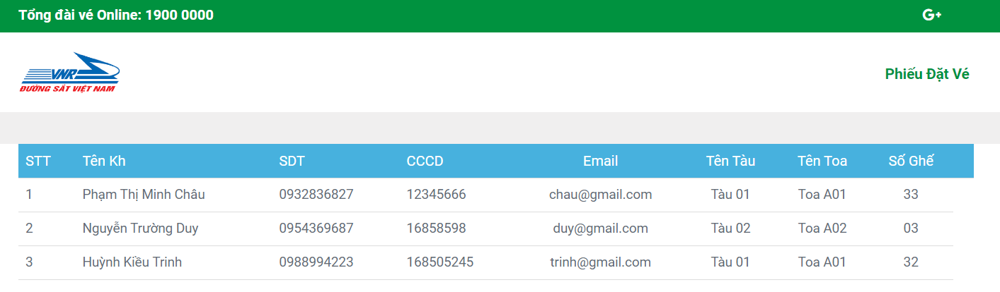 Tổng đài vé Online: 1900 0000 G+
VNR
ĐƯỜNG SẮT VIỆT NAM
Phiếu Đặt Vé
STT Tên Kh SDT CCCD Email Tên Tàu Tên Toa Số Ghế
1 Phạm Thị Minh Châu 0932836827 12345666 chau@gmail.com Tàu 01 Toa A01 33
2 Nguyễn Trường Duy 0954369687 16858598 duy@gmail.com Tàu 02 Toa A02 03
3 Huỳnh Kiều Trinh 0988994223 168505245 trinh@gmail.com Tàu 01 Toa A01 32